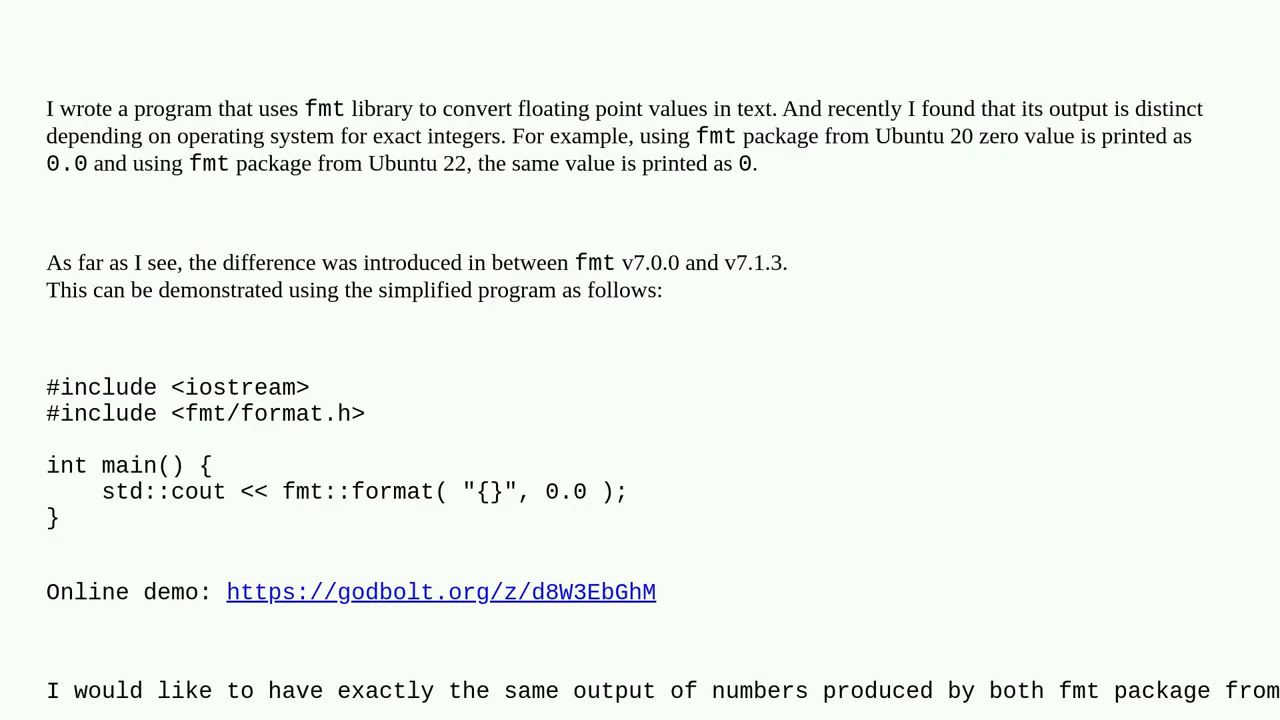 I wrote a program that uses fmt library to convert floating point values in text. And recently I found that its output is distinct
depending on operating system for exact integers. For example, using fmt package from Ubuntu 20 zero value is printed as
0.0 and using fmt package from Ubuntu 22, the same value is printed as 0.
As far as I see, the difference was introduced in between fmt v7.0.0 and v7.1.3.
This can be demonstrated using the simplified program as follows:
#include <iostream>
#include <fmt/format.h>
int main() {
    std::cout << fmt::format( "{}", 0.0 );
}
Online demo: https://godbolt.org/z/d8W3EbGhM
I would like to have exactly the same output of numbers produced by both fmt package from